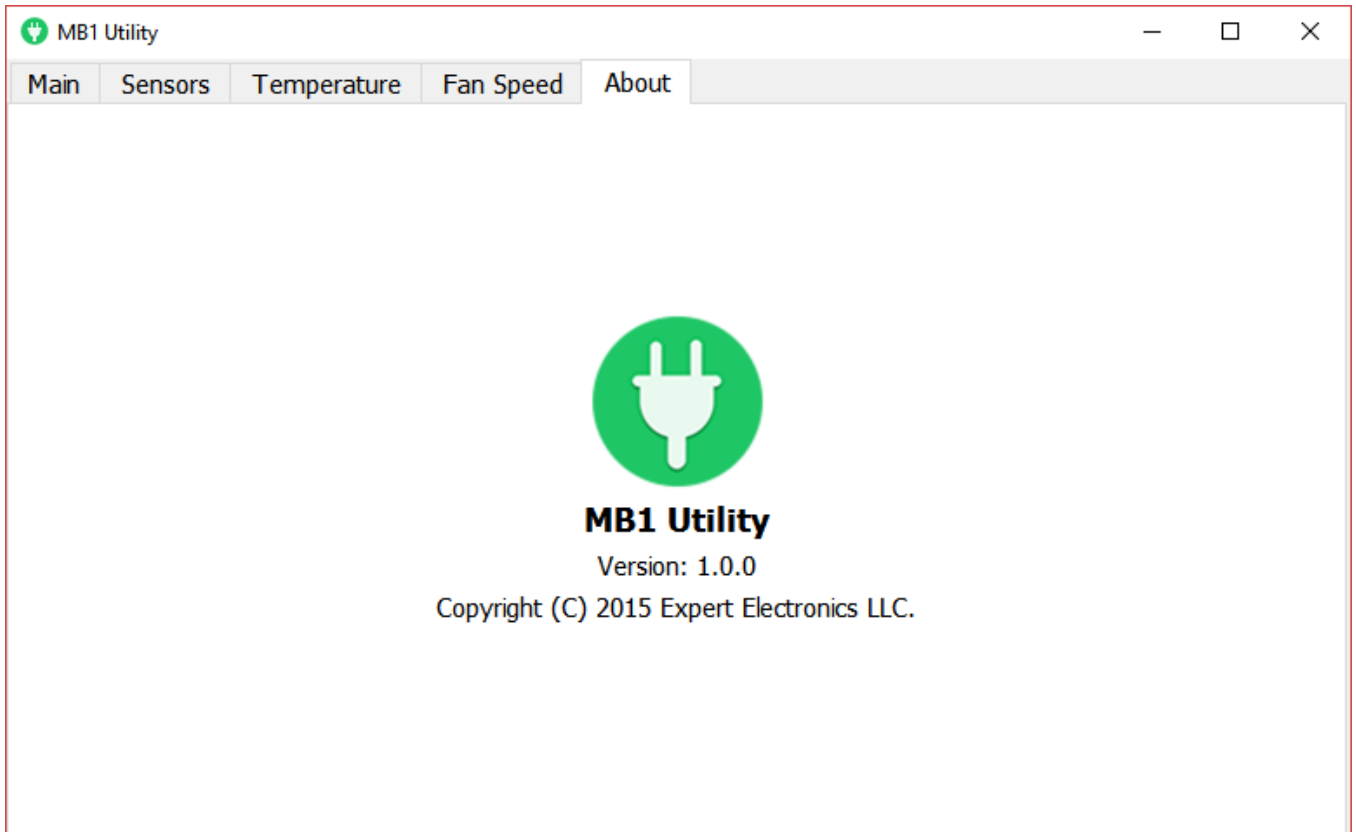 MB1 Utility
Main Sensors Temperature Fan Speed About
MB1 Utility
Version: 1.0.0
Copyright (C) 2015 Expert Electronics LLC.